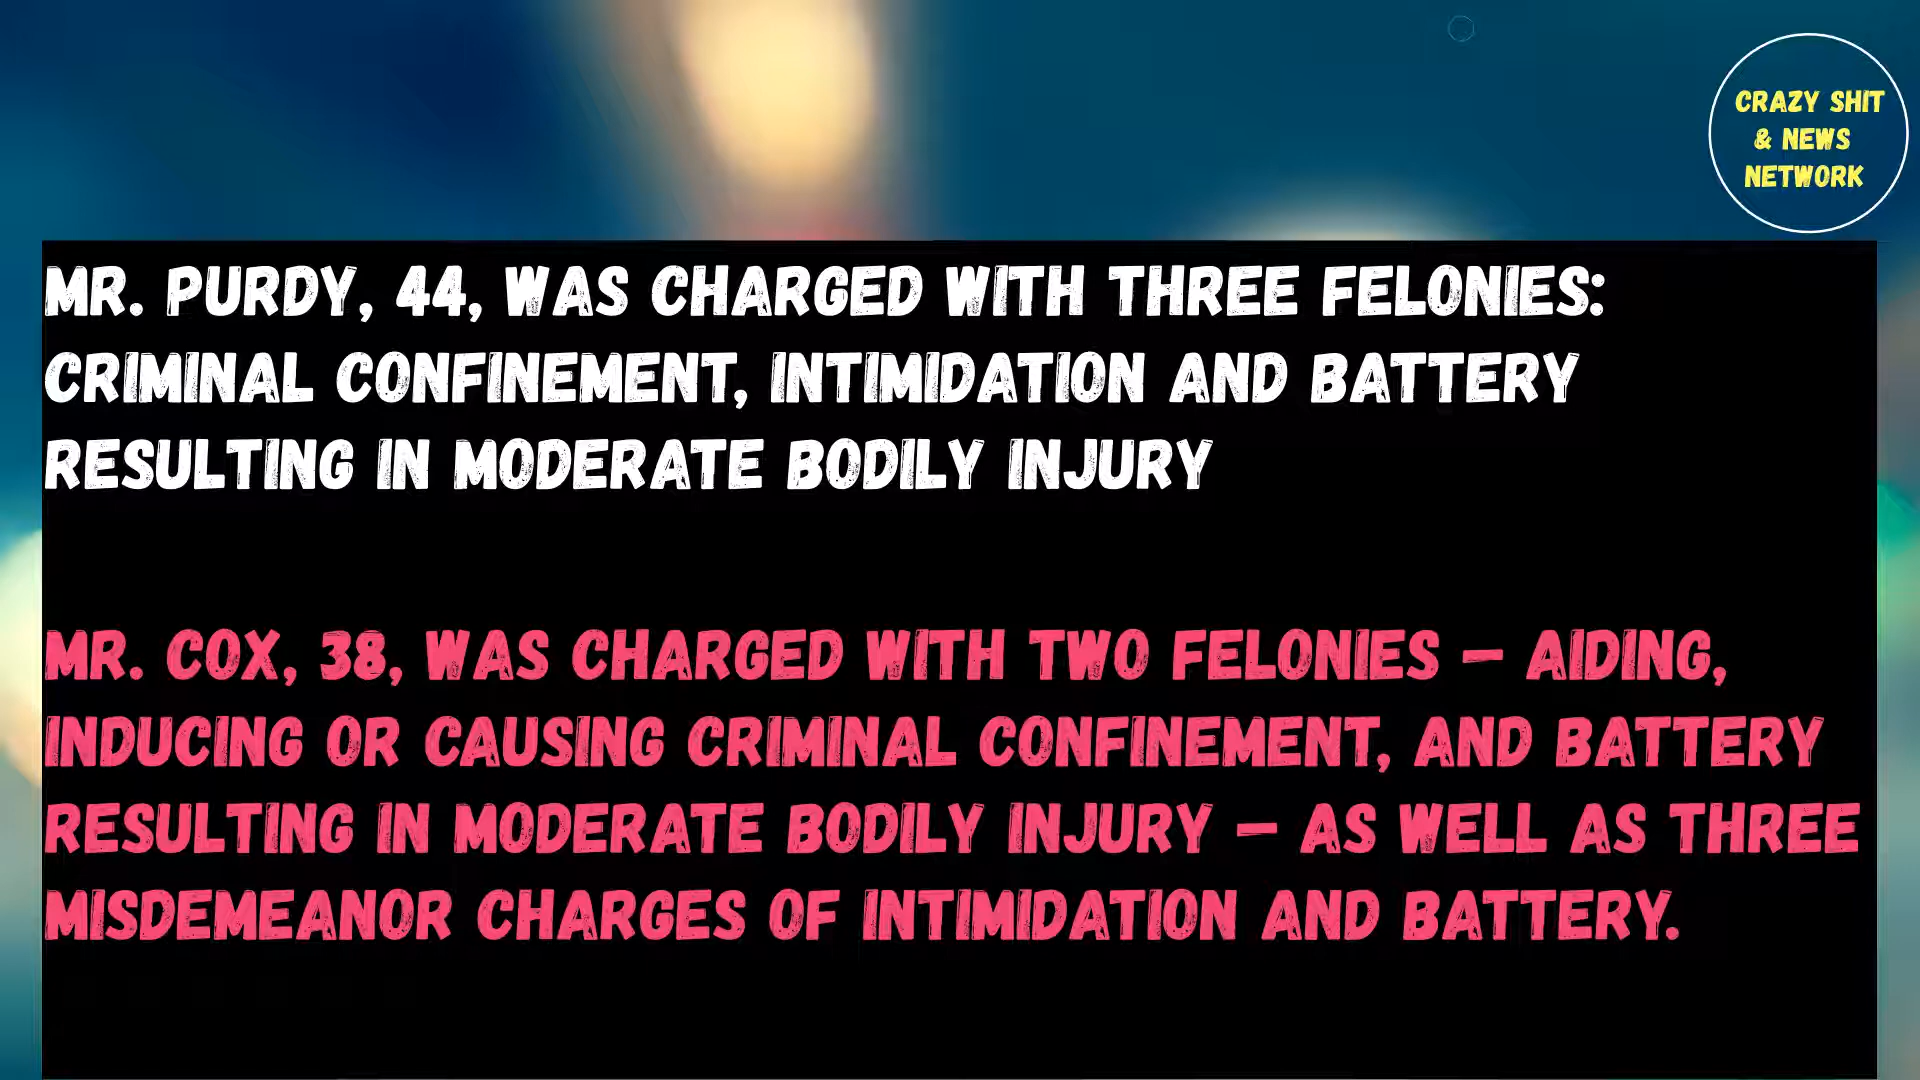 CRAZY SHIT
& NEWS
NETWORK
MR. PURDY, 44, WAS CHARGED WITH THREE FELONIES:
CRIMINAL CONFINEMENT, INTIMIDATION AND BATTERY
RESULTING IN MODERATE BODILY INJURY
MR. COX, 38, WAS CHARGED WITH TWO FELONIES – AIDING,
INDUCING OR CAUSING CRIMINAL CONFINEMENT, AND BATTERY
RESULTING IN MODERATE BODILY INJURY – AS WELL AS THREE
MISDEMEANOR CHARGES OF INTIMIDATION AND BATTERY.